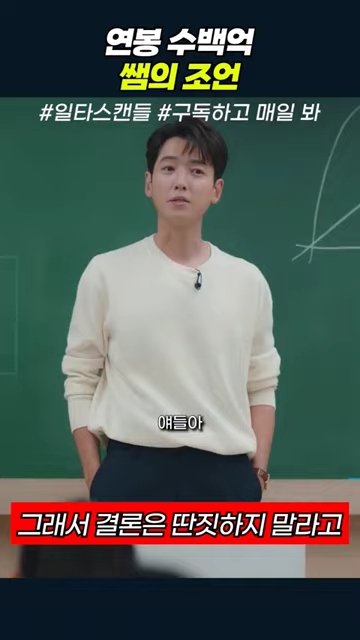 연봉 수백억
쌤의 조언
#일타스캔들 #구독하고 매일 봐
얘들아
그래서 결론은 딴짓하지 말라고